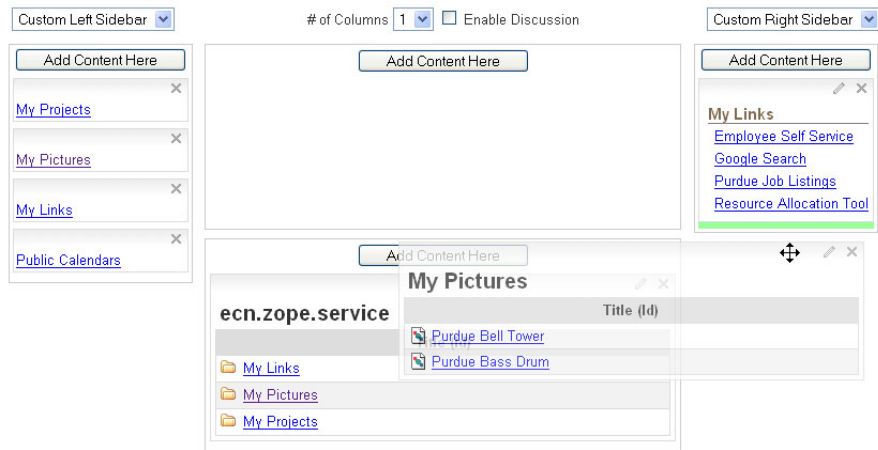 Custom Left Sidebar
# of Columns 1 Enable Discussion
Custom Right Sidebar
Add Content Here
My Projects
My Pictures
My Links
Public Calendars
Add Content Here
Add Content Here
My Links
Employee Self Service
Google Search
Purdue Job Listings
Resource Allocation Tool
Add Content Here
ecn.zope.service
Title (Id)
My Links
My Pictures
My Projects
My Pictures
Title (Id)
Purdue Bell Tower
Purdue Bass Drum